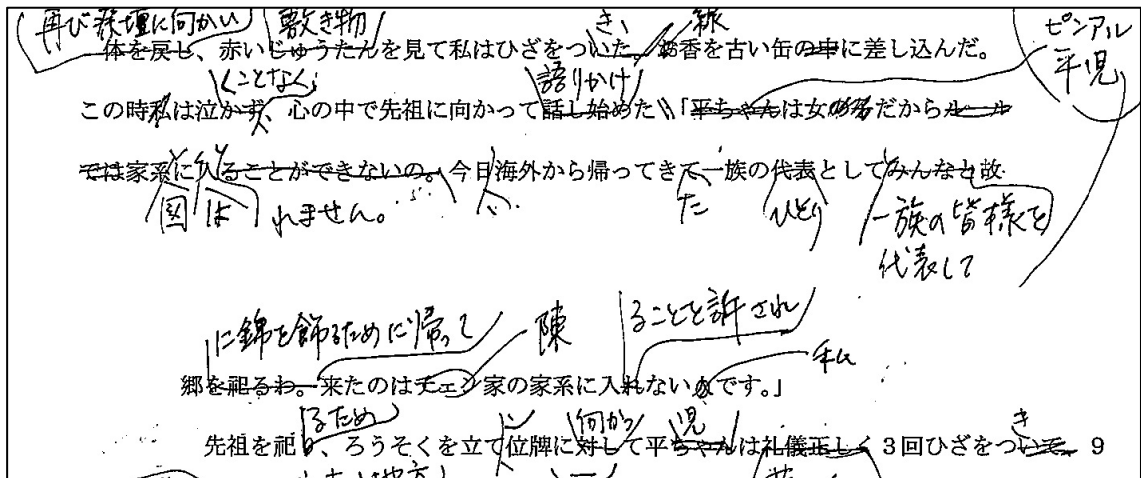 再び祭壇に向かい 敷き物 き、 線
体を戻し、赤いじゅうたんを見て私はひざをついた。お香を古い缶の中に差し込んだ。
ピンアル
平児
くことなく、 語りかけ
この時私は泣かず、心の中で先祖に向かって話し始めた「平ちゃんは女だからルール
では家系に入ることができないの。今日海外から帰ってきて一族の代表としてみんなと故
図 は れません。 い た ひとり 一族の皆様を
代表して
に錦を飾るために帰って 陳 ることを許され
私
郷を祀るわ。来たのはチェン家の家系に入れないのです。」
るため 向かっ 児 き
先祖を祀り、ろうそくを立て位牌に対して平ちゃんは礼儀正しく3回ひざをついて、9